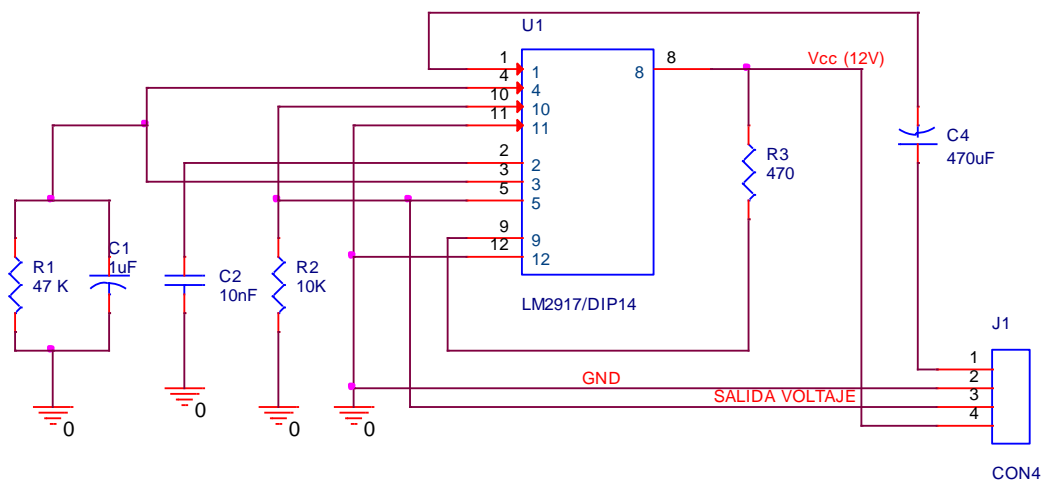 U1
1
4
10
11
2
3
5
9
12
1
4
10
11
2
3
5
9
12
8
8
Vcc (12V)
LM2917/DIP14
R3
470
C4
470uF
R1
47 K
C1
1uF
C2
10nF
R2
10K
0
0
0
0
GND
SALIDA VOLTAJE
J1
1
2
3
4
CON4